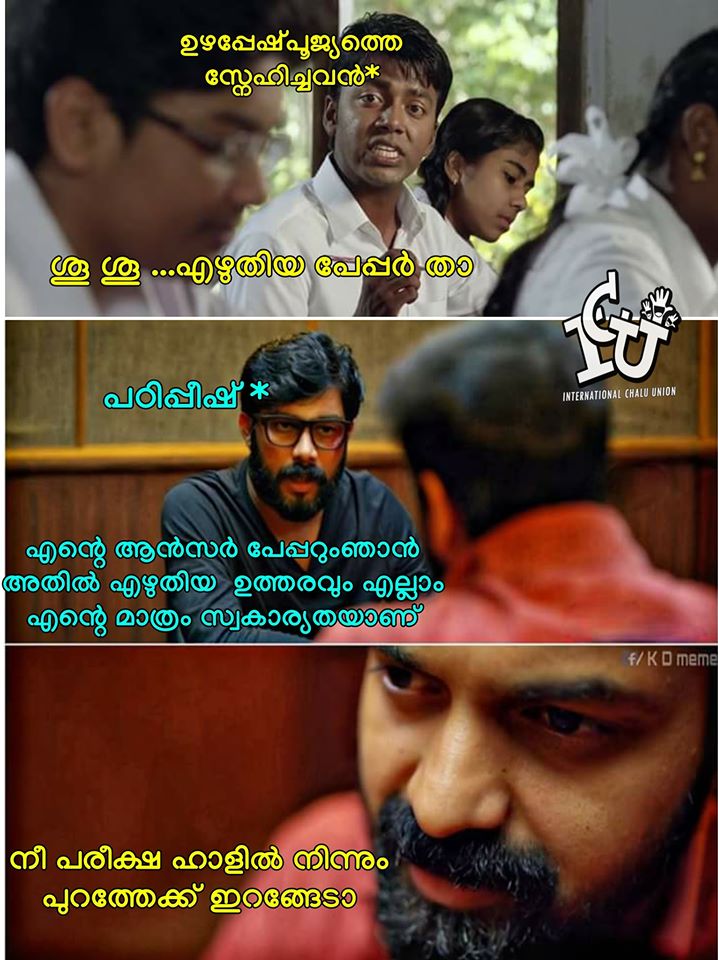 ഉഴപ്പേഷ്പൂജ്യത്തെ
സ്നേഹിച്ചവൻ*
ശൂ ശൂ ...എഴുതിയ പേപ്പർ താ
ICU
INTERNATIONAL CHALU UNION
പഠിപ്പീഷ് *
എന്റെ ആൻസർ പേപ്പറുംഞാൻ
അതിൽ എഴുതിയ ഉത്തരവും എല്ലാം
എന്റെ മാത്രം സ്വകാര്യതയാണ്
f/ K D meme
നീ പരീക്ഷ ഹാളിൽ നിന്നും
പുറത്തേക്ക് ഇറങ്ങേടാ